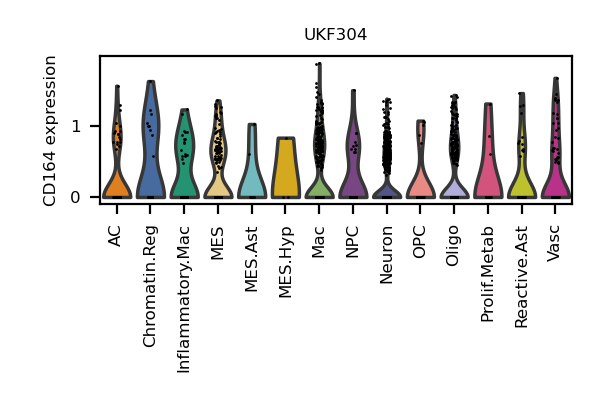 UKF304
CD164 expression
1
0
AC
Chromatin.Reg
Inflammatory.Mac
MES
MES.Ast
MES.Hyp
Mac
NPC
Neuron
OPC
Oligo
Prolif.Metab
Reactive.Ast
Vasc